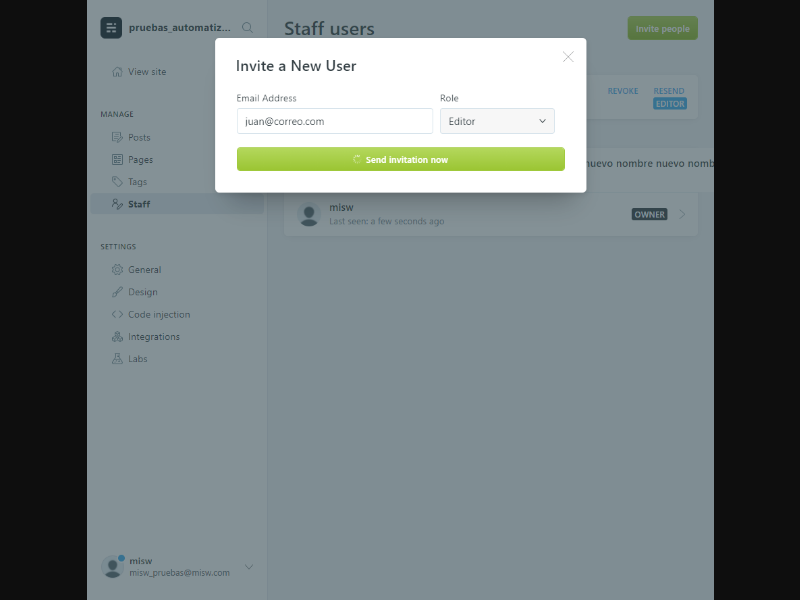 pruebas_automatiz...
Staff users
Invite people
View site
MANAGE
Posts
Pages
Tags
Staff
SETTINGS
General
Design
Code injection
Integrations
Labs
misw
misw_pruebas@misw.com
Invite a New User
Email Address
Role
juan@correo.com
Editor
Send invitation now
REVOKE
RESEND
EDITOR
nuevo nombre nuevo nomb
misw
Last seen: a few seconds ago
OWNER